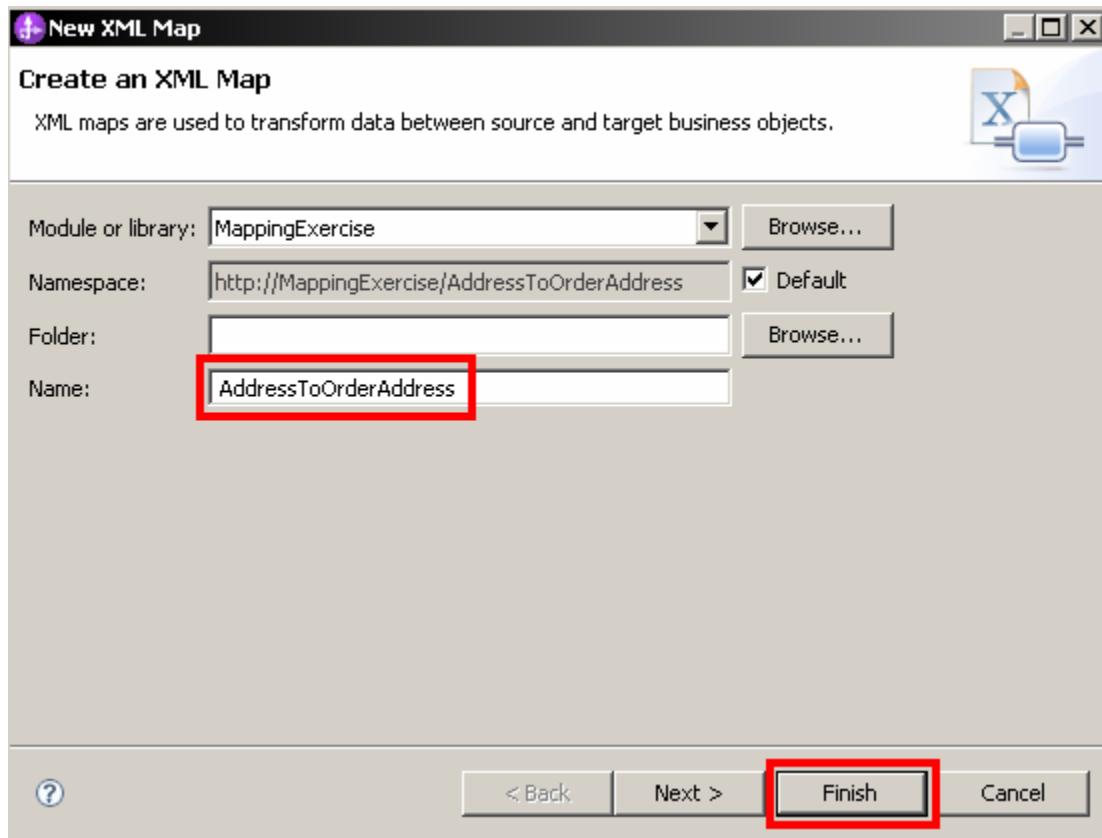 New XML Map
Create an XML Map
XML maps are used to transform data between source and target business objects.
X
Module or library: MappingExercise Browse...
Namespace: http://MappingExercise/AddressToOrderAddress Default
Folder: Browse...
Name: AddressToOrderAddress
? < Back Next > Finish Cancel